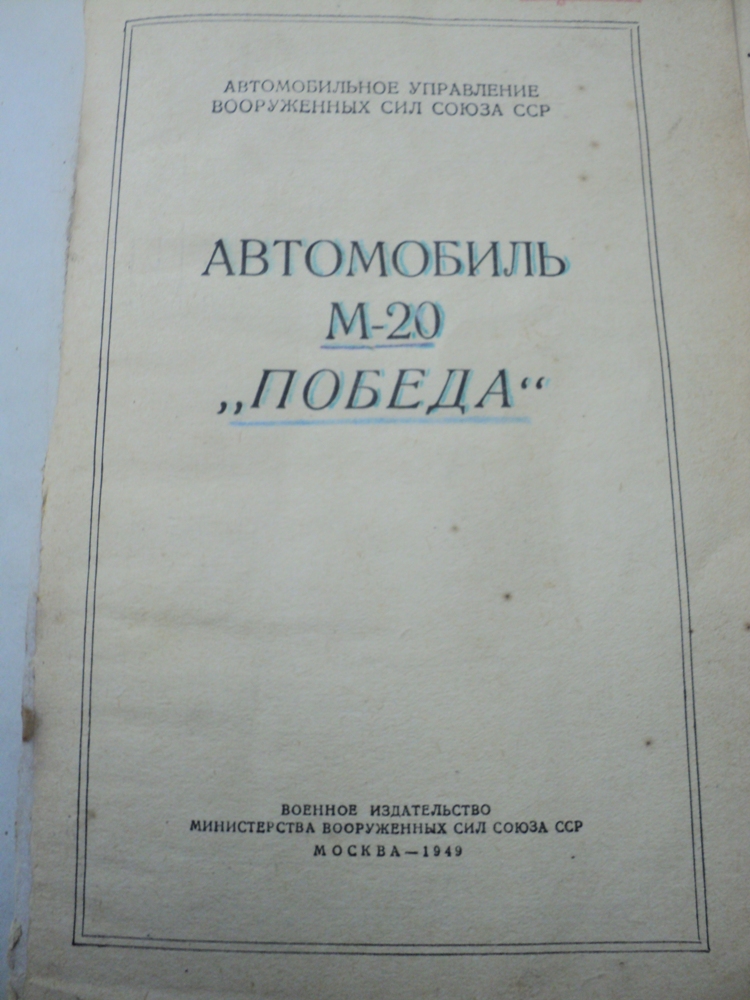 АВТОМОБИЛЬНОЕ УПРАВЛЕНИЕ
ВООРУЖЕННЫХ СИЛ СОЮЗА ССР
АВТОМОБИЛЬ
М-20
„ПОБЕДА“
ВОЕННОЕ ИЗДАТЕЛЬСТВО
МИНИСТЕРСТВА ВООРУЖЕННЫХ СИЛ СОЮЗА ССР
МОСКВА—1949